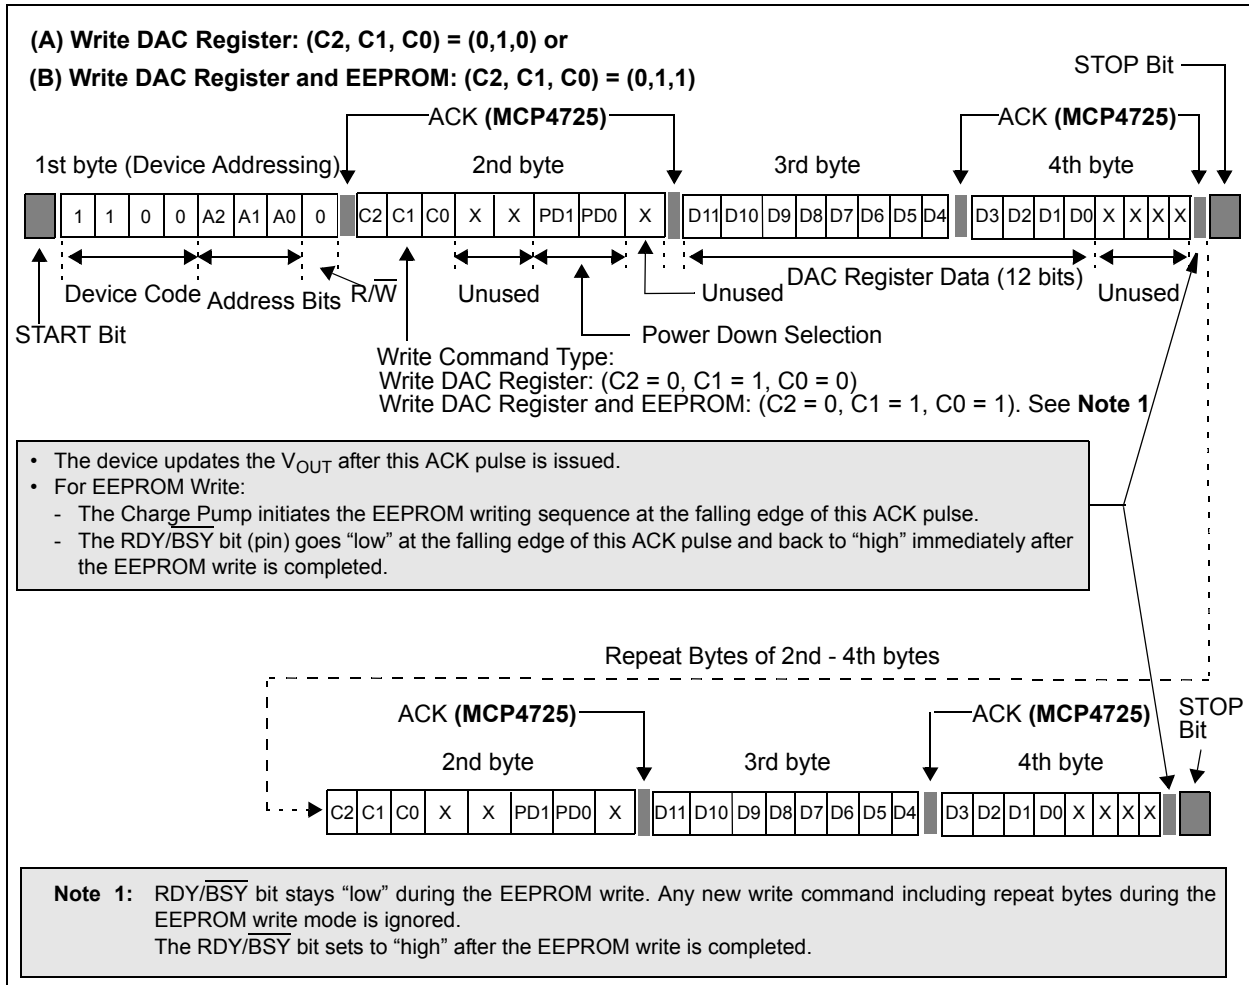 (A) Write DAC Register: (C2, C1, C0) = (0,1,0) or
(B) Write DAC Register and EEPROM: (C2, C1, C0) = (0,1,1)
STOP Bit
ACK (MCP4725)
ACK (MCP4725)
1st byte (Device Addressing)
2nd byte
3rd byte
4th byte
1 1 0 0 A2 A1 A0 0
C2 C1 C0 X X PD1 PD0 X
D11 D10 D9 D8 D7 D6 D5 D4
D3 D2 D1 D0 X X X X
Device Code
Address Bits
R/W̅
Unused
Unused
DAC Register Data (12 bits)
Unused
START Bit
Power Down Selection
Write Command Type:
Write DAC Register: (C2 = 0, C1 = 1, C0 = 0)
Write DAC Register and EEPROM: (C2 = 0, C1 = 1, C0 = 1). See Note 1
• The device updates the VOUT after this ACK pulse is issued.
• For EEPROM Write:
- The Charge Pump initiates the EEPROM writing sequence at the falling edge of this ACK pulse.
- The RDY/B̅S̅Y̅ bit (pin) goes “low” at the falling edge of this ACK pulse and back to “high” immediately after
the EEPROM write is completed.
Repeat Bytes of 2nd - 4th bytes
ACK (MCP4725)
ACK (MCP4725)
STOP
Bit
2nd byte
3rd byte
4th byte
C2 C1 C0 X X PD1 PD0 X
D11 D10 D9 D8 D7 D6 D5 D4
D3 D2 D1 D0 X X X X
Note 1: RDY/B̅S̅Y̅ bit stays “low” during the EEPROM write. Any new write command including repeat bytes during the
EEPROM write mode is ignored.
The RDY/B̅S̅Y̅ bit sets to “high” after the EEPROM write is completed.